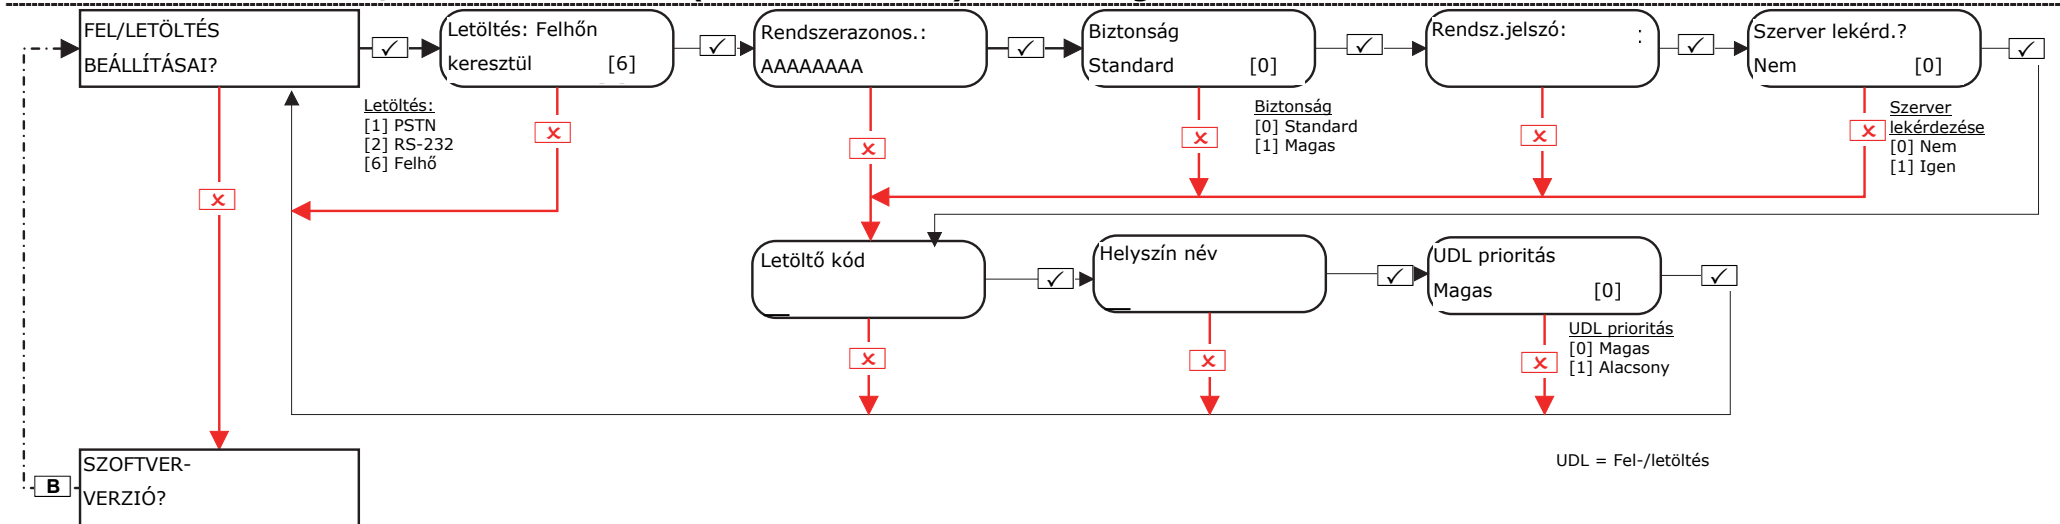 FEL/LETÖLTÉS
BEÁLLÍTÁSAI?
Letöltés: Felhőn
keresztül [6]
Rendszerazonos.:
AAAAAAAA
Biztonság
Standard [0]
Rendsz.jelszó: :
Szerver lekérd.?
Nem [0]
Letöltés:
[1] PSTN
[2] RS-232
[6] Felhő
Biztonság
[0] Standard
[1] Magas
Szerver
lekérdezése
[0] Nem
[1] Igen
Letöltő kód
Helyszín név
UDL prioritás
Magas [0]
UDL prioritás
[0] Magas
[1] Alacsony
SZOFTVER-
VERZIÓ?
B
UDL = Fel-/letöltés